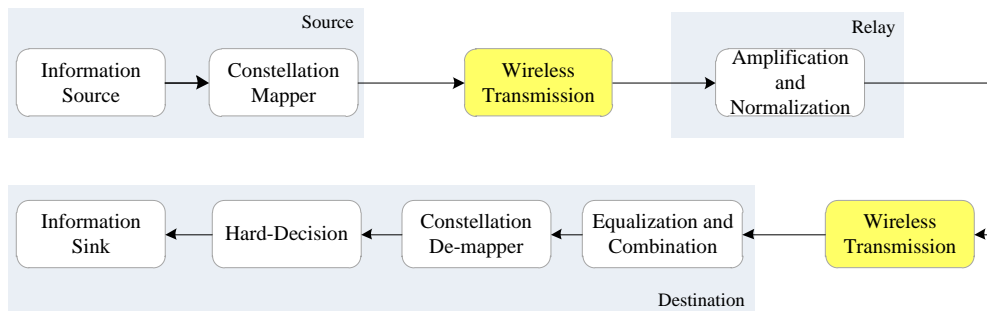 Source
Information
Source
Constellation
Mapper
Wireless
Transmission
Relay
Amplification
and
Normalization
Information
Sink
Hard-Decision
Constellation
De-mapper
Equalization and
Combination
Wireless
Transmission
Destination